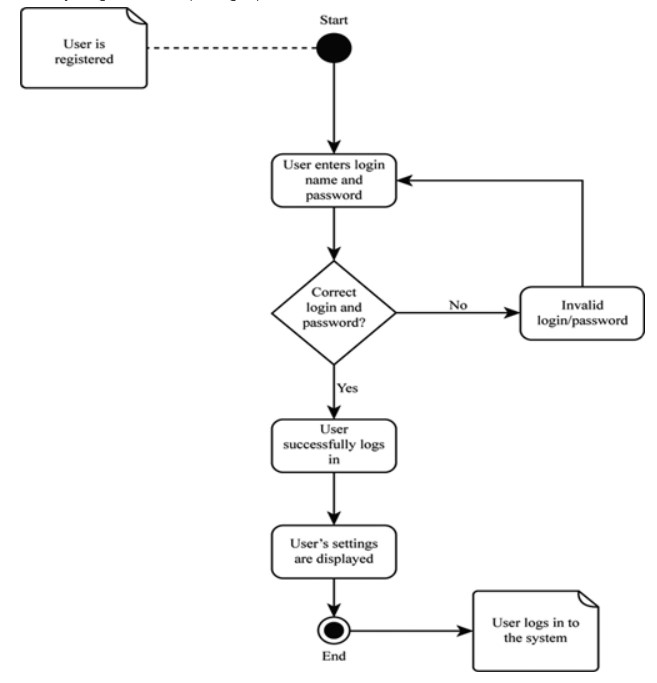 Start
User is
registered
User enters login
name and
password
Correct
login and
password?
No
Invalid
login/password
Yes
User
successfully logs
in
User's settings
are displayed
User logs in to
the system
End